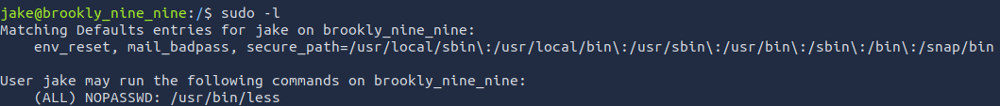 jake@brookly_nine_nine:/$ sudo -l
Matching Defaults entries for jake on brookly_nine_nine:
    env_reset, mail_badpass, secure_path=/usr/local/sbin\:/usr/local/bin\:/usr/sbin\:/usr/bin\:/sbin\:/bin\:/snap/bin

User jake may run the following commands on brookly_nine_nine:
    (ALL) NOPASSWD: /usr/bin/less